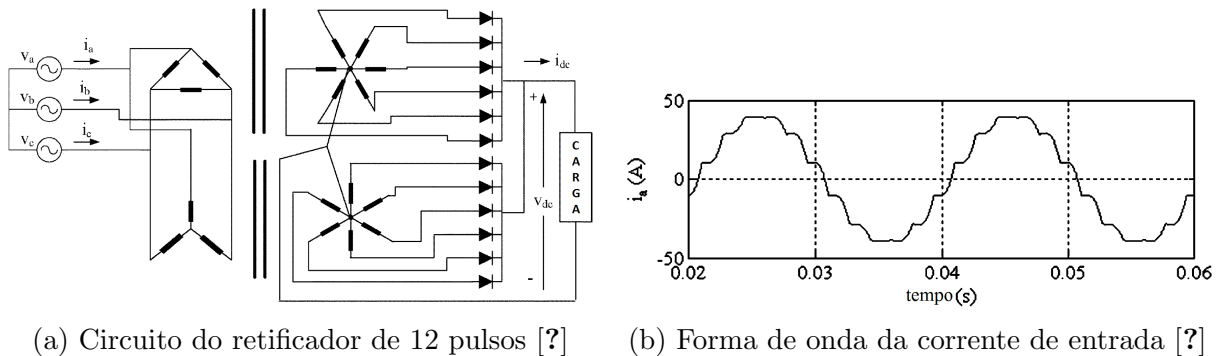 v_a
i_a
v_b
i_b
v_c
i_c
i_dc
+
v_dc
-
CARGA
50
0
-50
i_a (A)
0.02
0.03
0.04
0.05
0.06
tempo (s)
(a) Circuito do retificador de 12 pulsos [?]
(b) Forma de onda da corrente de entrada [?]